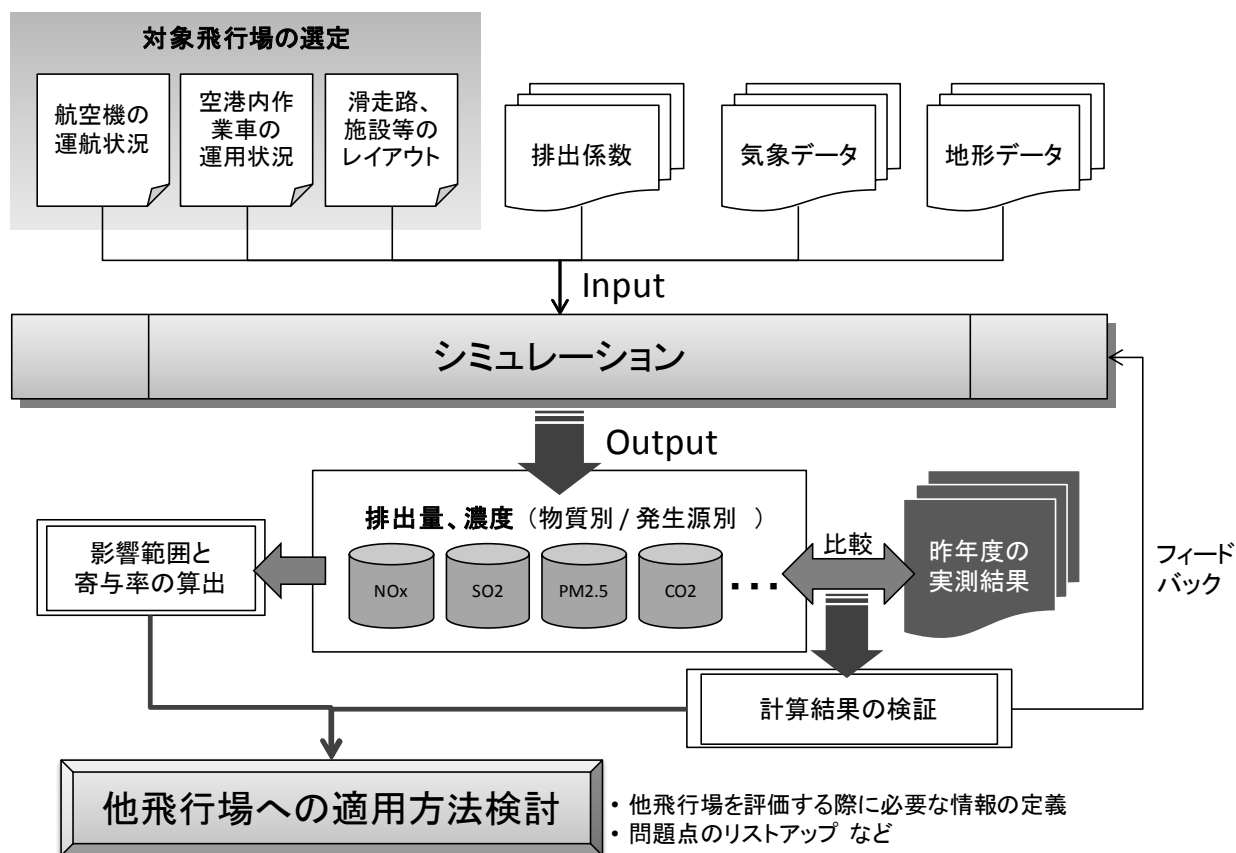 対象飛行場の選定
航空機の
運航状況
空港内作
業車の
運用状況
滑走路、
施設等の
レイアウト
排出係数
気象データ
地形データ
Input
シミュレーション
Output
排出量、濃度（物質別 / 発生源別　）
NOx
SO2
PM2.5
CO2
・・・
比較
昨年度の
実測結果
フィード
バック
影響範囲と
寄与率の算出
計算結果の検証
他飛行場への適用方法検討
・他飛行場を評価する際に必要な情報の定義
・問題点のリストアップ など